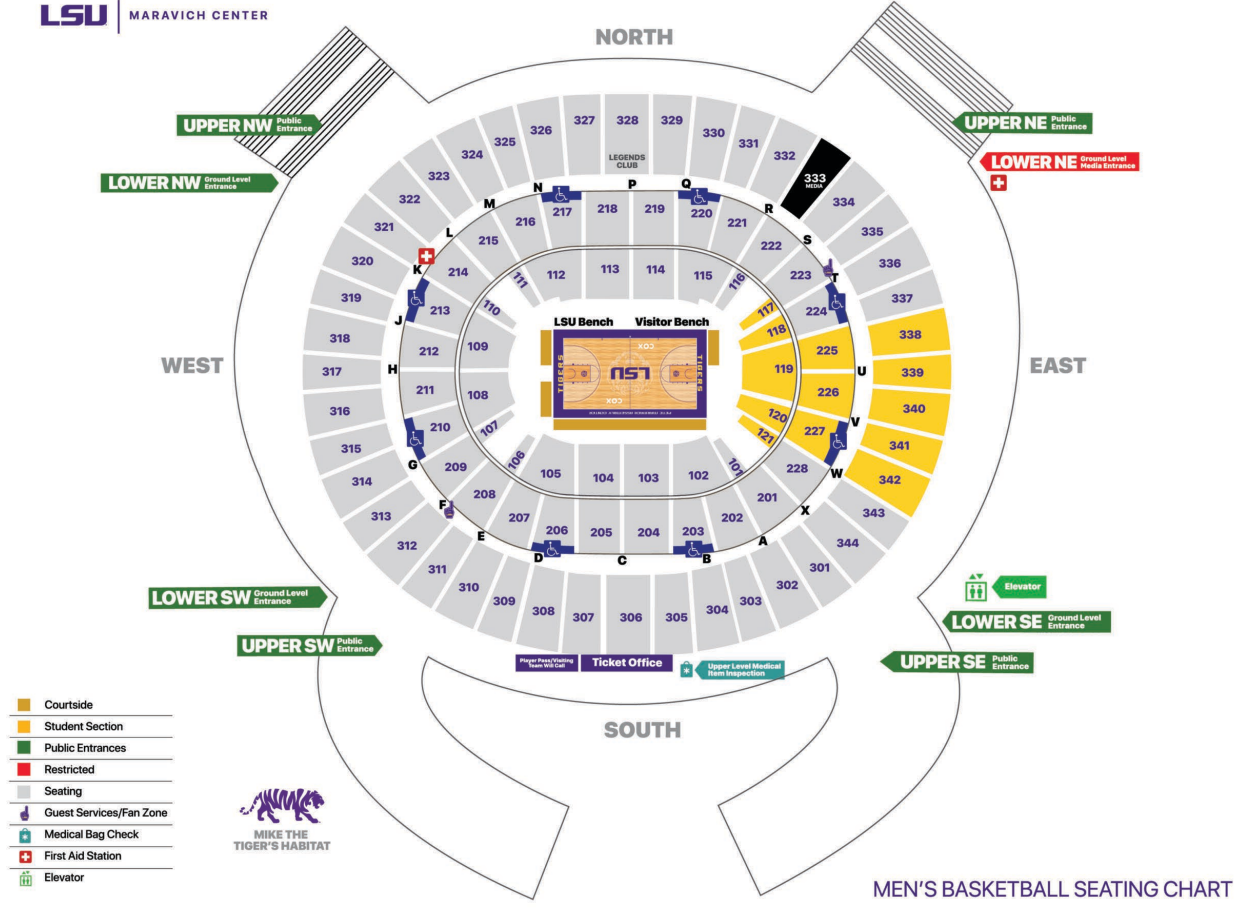 LSU MARAVICH CENTER
NORTH
UPPER NW Public Entrance
UPPER NE Public Entrance
LOWER NE Ground Level Media Entrance
LOWER NW Ground Level Entrance
326 327 328 329 330
325 331
324 332
323 333 MEDIA
322 334
321 335
320 336
319 337
318 338
317 339
316 340
315 341
314 342
313 343
312 344
311 301
310 302
309 303
308 307 306 305 304
LEGENDS CLUB
N P Q
M R
L S
K T
J
H U
V
G W
F X
E A
D C B
216 217 218 219 220 221
215 222
214 223
213 224
212 225
211 226
210 227
209 228
208 201
207 206 205 204 203 202
111 112 113 114 115 116
110 117
118
109 119
108
107 120
121
106 105 104 103 102 101
LSU Bench Visitor Bench
COX
TIGERS LSU TIGERS
COX
PETE MARAVICH ASSEMBLY CENTER
WEST
EAST
LOWER SW Ground Level Entrance
UPPER SW Public Entrance
Elevator
LOWER SE Ground Level Entrance
UPPER SE Public Entrance
Player Pass/Visiting Team Will Call
Ticket Office
Upper Level Medical Item Inspection
SOUTH
Courtside
Student Section
Public Entrances
Restricted
Seating
Guest Services/Fan Zone
Medical Bag Check
First Aid Station
Elevator
MIKE THE
TIGER'S HABITAT
MEN'S BASKETBALL SEATING CHART